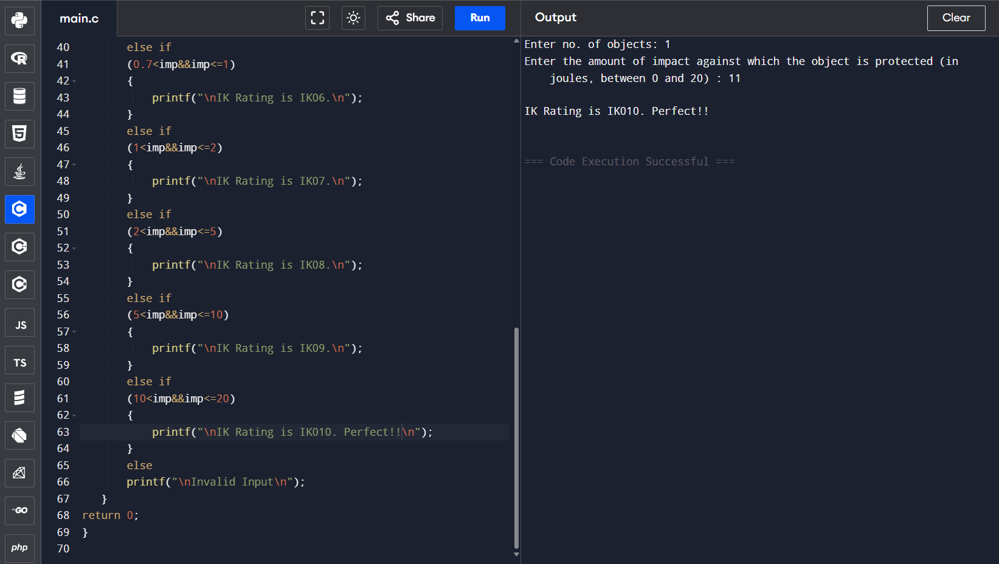 main.c
Share
Run
Output
Clear
R
5
C
C
C
JS
TS
GO
php
40 else if
41 (0.7<imp&&imp<=1)
42 {
43 printf("\nIK Rating is IK06.\n");
44 }
45 else if
46 (1<imp&&imp<=2)
47 {
48 printf("\nIK Rating is IK07.\n");
49 }
50 else if
51 (2<imp&&imp<=5)
52 {
53 printf("\nIK Rating is IK08.\n");
54 }
55 else if
56 (5<imp&&imp<=10)
57 {
58 printf("\nIK Rating is IK09.\n");
59 }
60 else if
61 (10<imp&&imp<=20)
62 {
63 printf("\nIK Rating is IK010. Perfect!!\n");
64 }
65 else
66 printf("\nInvalid Input\n");
67 }
68 return 0;
69 }
70
Enter no. of objects: 1
Enter the amount of impact against which the object is protected (in
joules, between 0 and 20) : 11
IK Rating is IK010. Perfect!!
=== Code Execution Successful ===